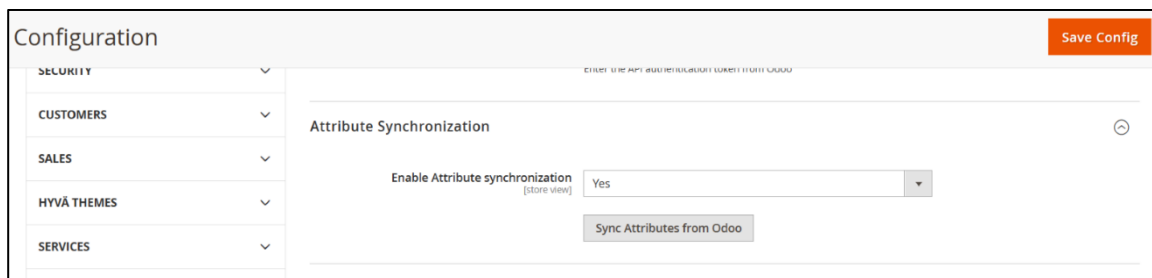 Configuration
Save Config
SECURITY
Enter the API authentication token from Odoo
CUSTOMERS
Attribute Synchronization
SALES
Enable Attribute synchronization
[store view]
Yes
HYVÄ THEMES
Sync Attributes from Odoo
SERVICES